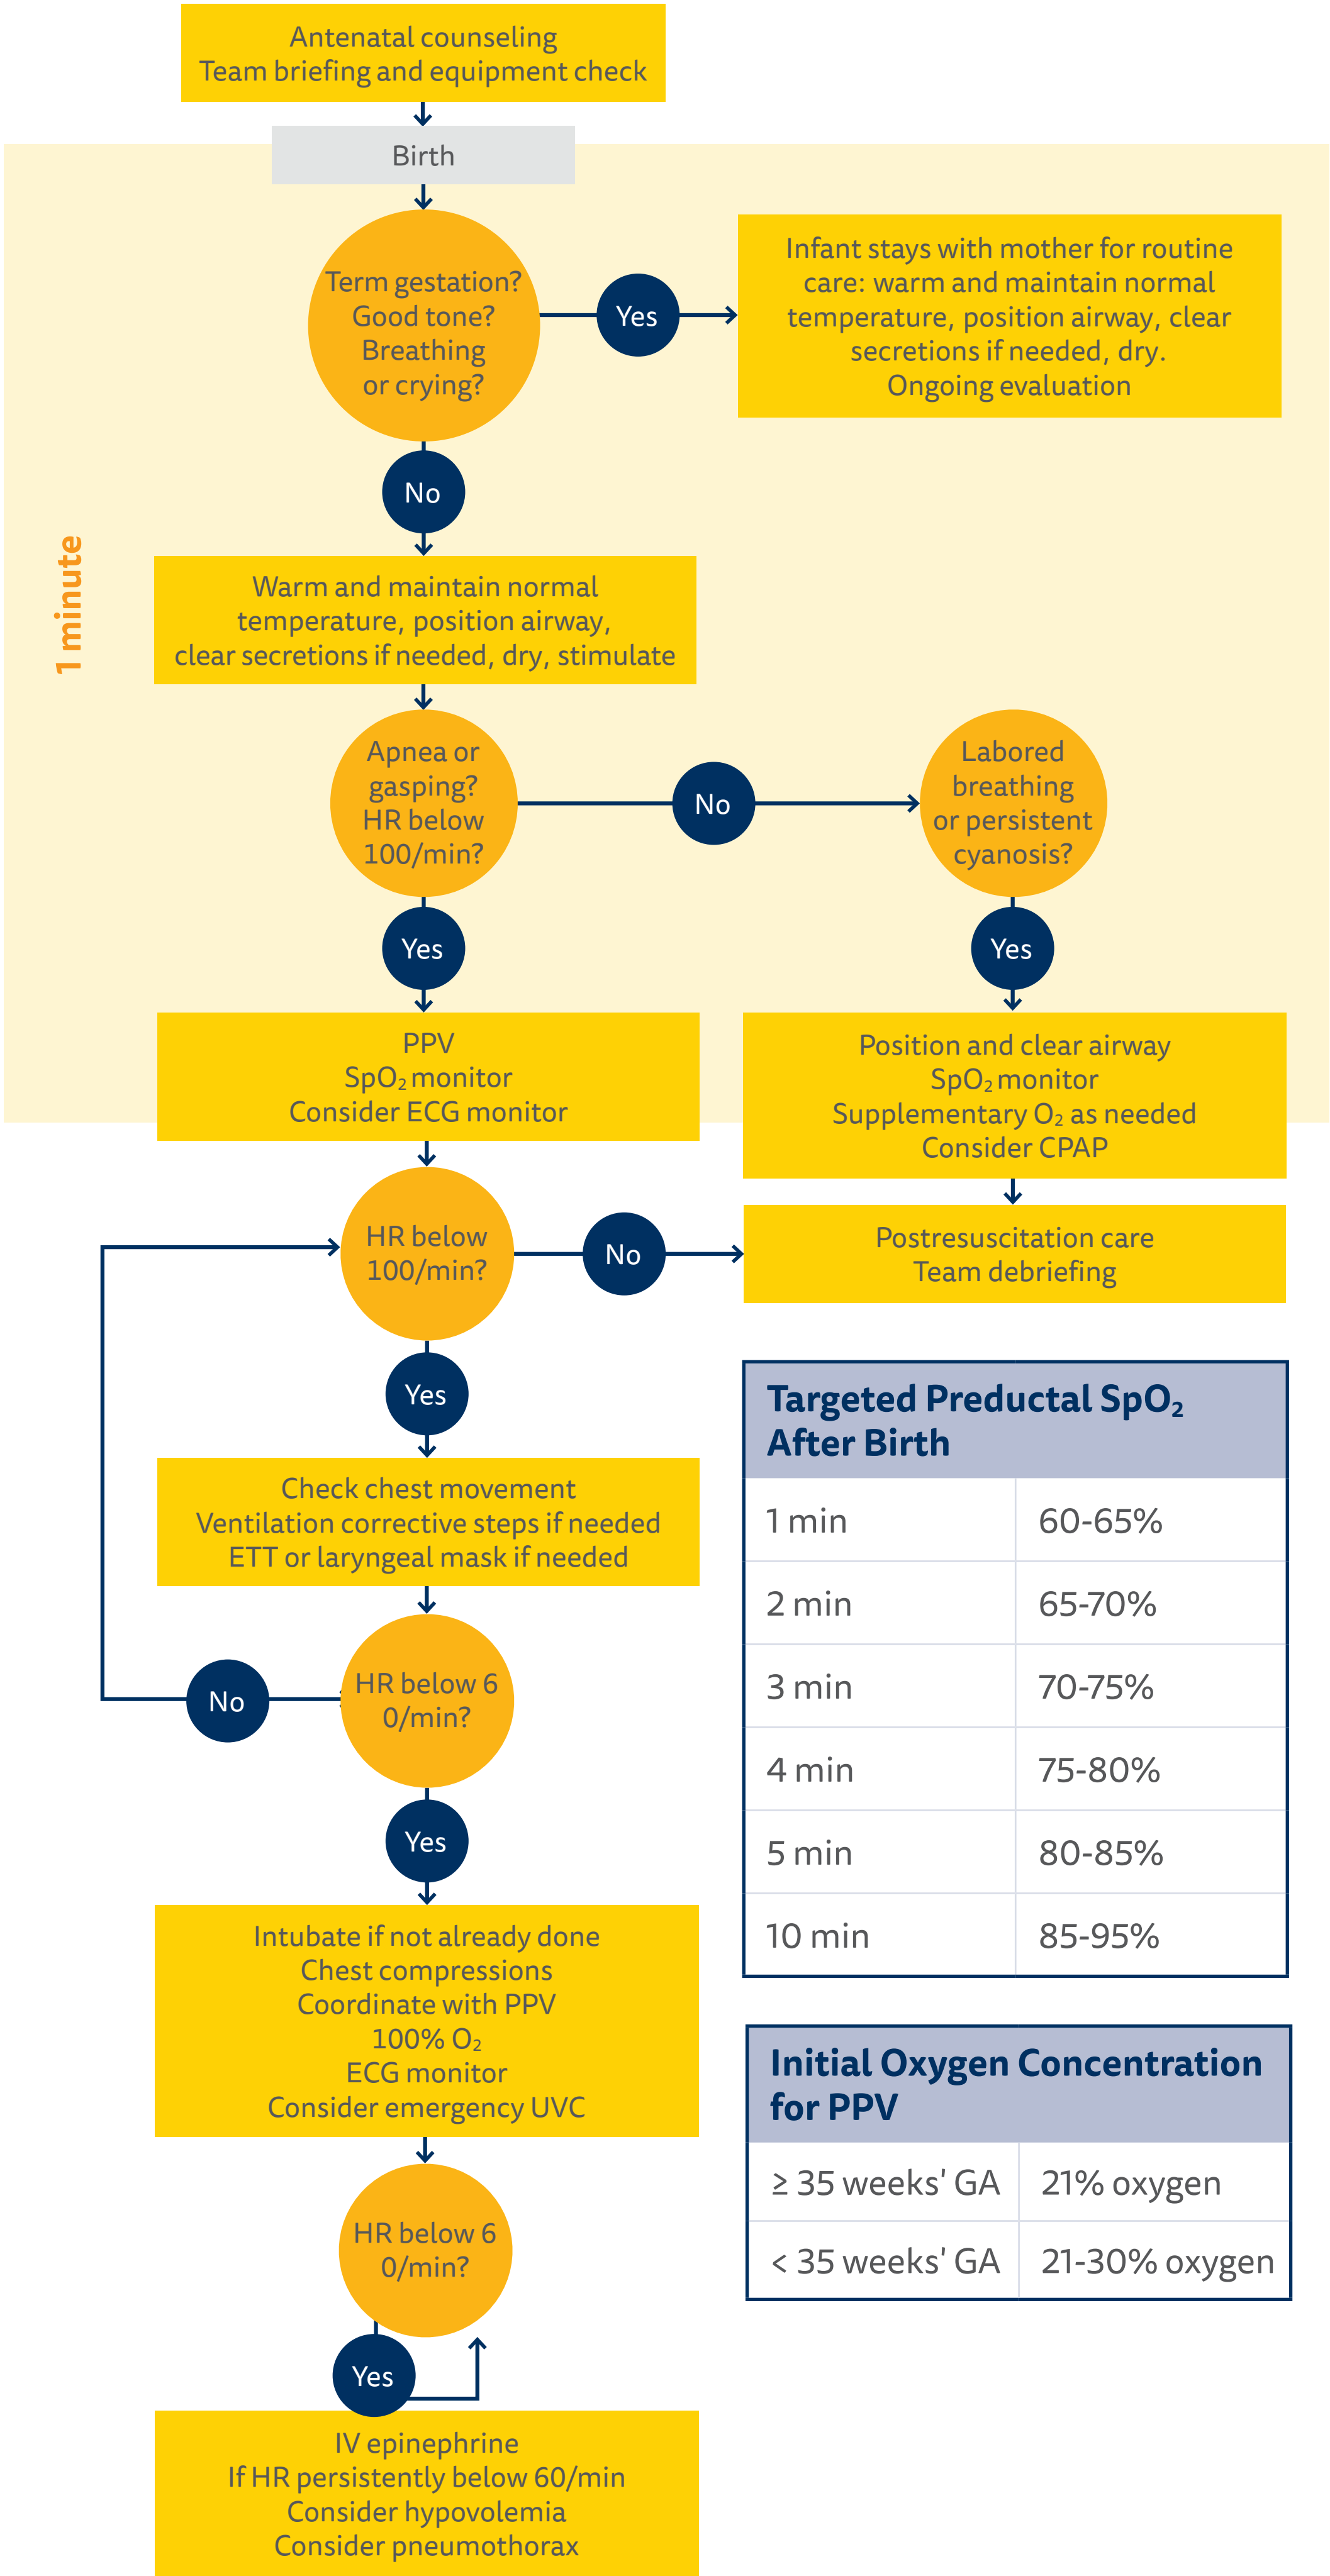 Antenatal counseling
Team briefing and equipment check
Birth
Term gestation?
Good tone?
Breathing
or crying?
Yes
Infant stays with mother for routine
care: warm and maintain normal
temperature, position airway, clear
secretions if needed, dry.
Ongoing evaluation
No
1 minute
Warm and maintain normal
temperature, position airway,
clear secretions if needed, dry, stimulate
Apnea or
gasping?
HR below
100/min?
No
Labored
breathing
or persistent
cyanosis?
Yes
Yes
PPV
SpO₂ monitor
Consider ECG monitor
Position and clear airway
SpO₂ monitor
Supplementary O₂ as needed
Consider CPAP
HR below
100/min?
No
Postresuscitation care
Team debriefing
Yes
Check chest movement
Ventilation corrective steps if needed
ETT or laryngeal mask if needed
HR below 6
0/min?
No
Yes
Intubate if not already done
Chest compressions
Coordinate with PPV
100% O₂
ECG monitor
Consider emergency UVC
HR below 6
0/min?
Yes
IV epinephrine
If HR persistently below 60/min
Consider hypovolemia
Consider pneumothorax
Targeted Preductal SpO₂
After Birth
1 min 60-65%
2 min 65-70%
3 min 70-75%
4 min 75-80%
5 min 80-85%
10 min 85-95%
Initial Oxygen Concentration
for PPV
≥ 35 weeks' GA 21% oxygen
< 35 weeks' GA 21-30% oxygen